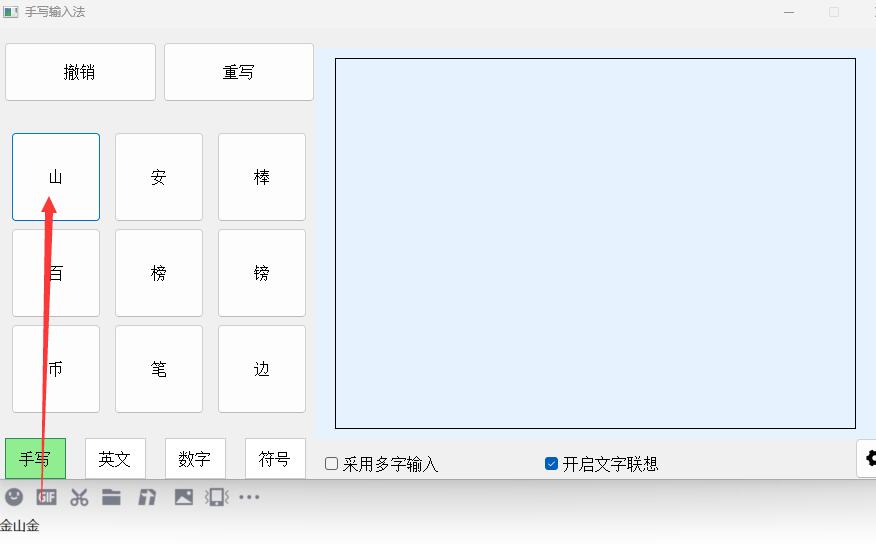 手写输入法
撤销 重写
山 安 棒
百 榜 镑
币 笔 边
手写 英文 数字 符号
采用多字输入 开启文字联想
GIF
金山金